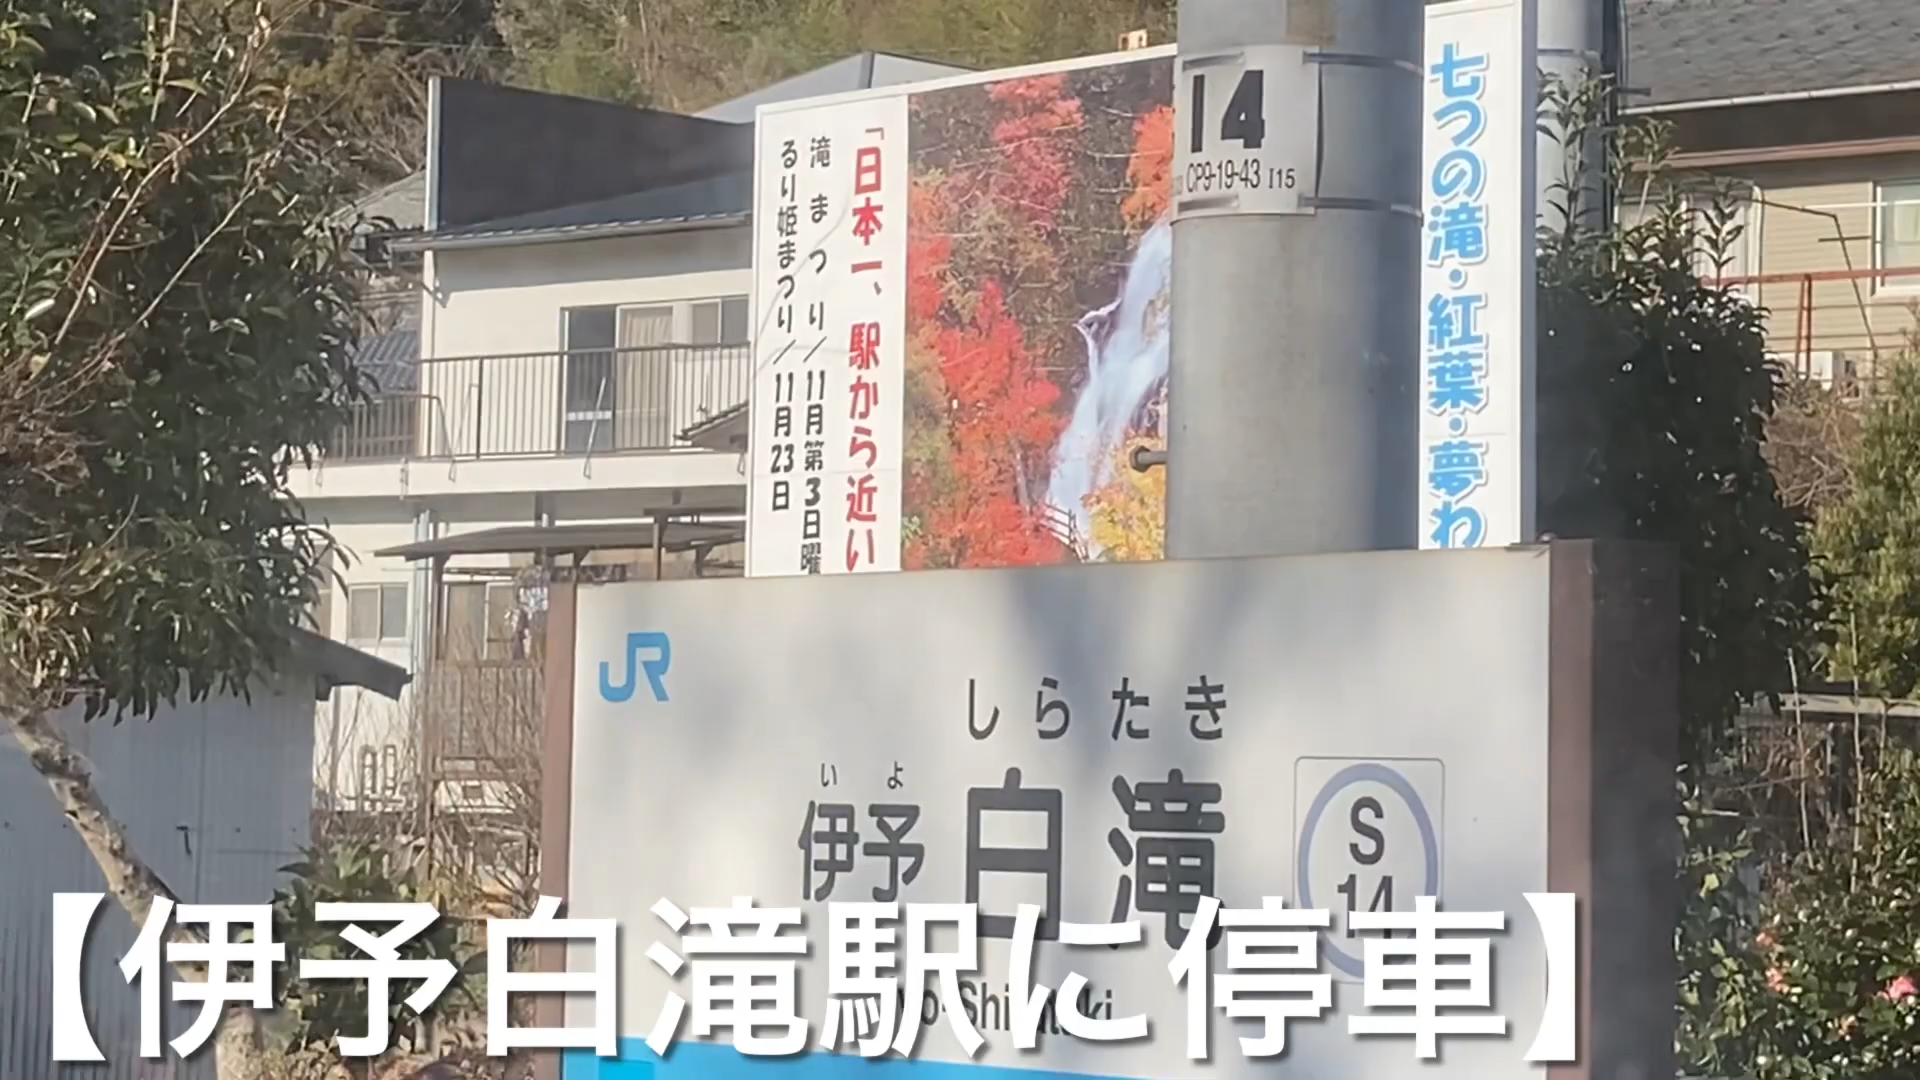 「日本一、駅から近い
滝まつり／11月第3日曜
るり姫まつり／11月23日
14
CP9-19-43 I15
七つの滝・紅葉・夢わ
JR
しらたき
いよ
伊予白滝
S
14
【伊予白滝駅に停車】